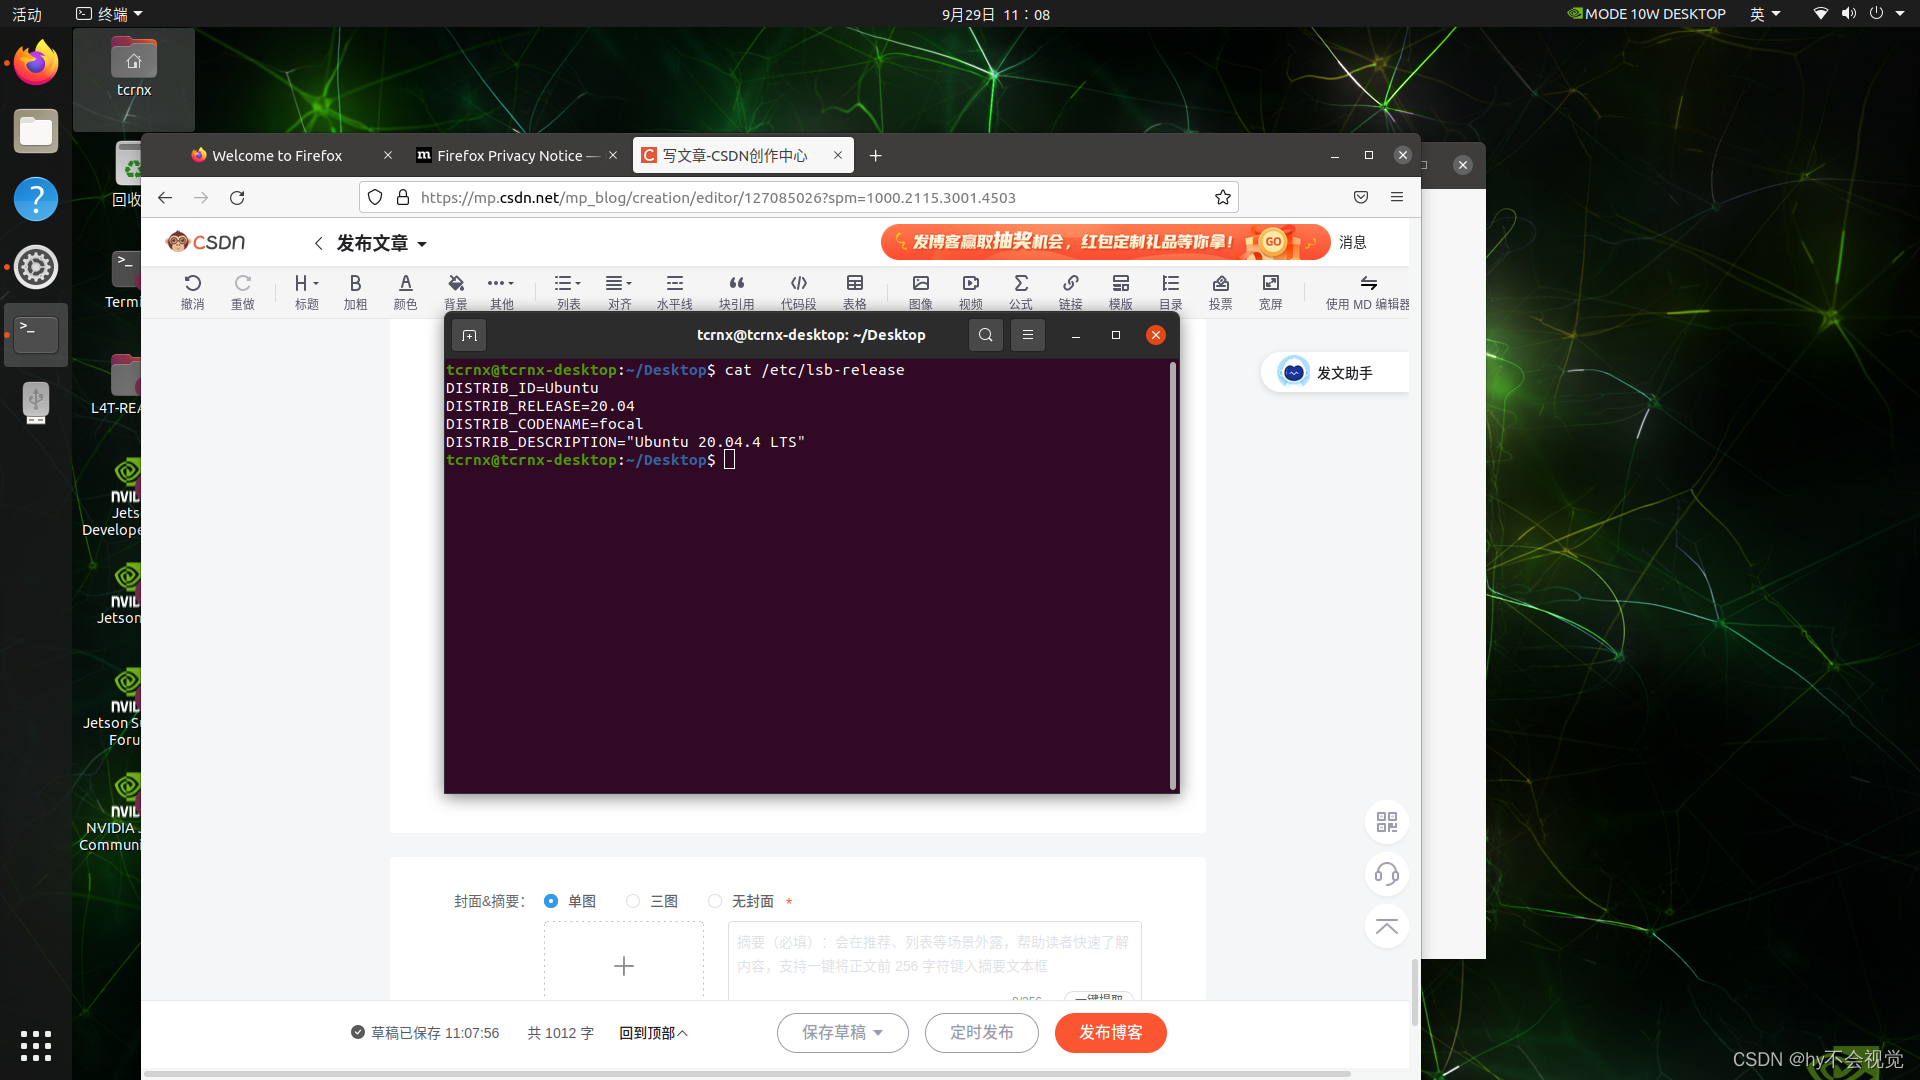 活动
终端
9月29日 11：08
MODE 10W DESKTOP
英
tcrnx
回收
Termi
L4T-REA
NVID
Jets
Develope
NVID
Jetson
NVID
Jetson Su
Foru
NVID
NVIDIA J
Communi
Welcome to Firefox
Firefox Privacy Notice —
写文章-CSDN创作中心
https://mp.csdn.net/mp_blog/creation/editor/127085026?spm=1000.2115.3001.4503
CSDN
发布文章
发博客赢取抽奖机会，红包定制礼品等你拿！
GO
消息
撤消
重做
标题
加粗
颜色
背景
其他
列表
对齐
水平线
块引用
代码段
表格
图像
视频
公式
链接
模版
目录
投票
宽屏
使用 MD 编辑器
tcrnx@tcrnx-desktop: ~/Desktop
tcrnx@tcrnx-desktop:~/Desktop$ cat /etc/lsb-release
DISTRIB_ID=Ubuntu
DISTRIB_RELEASE=20.04
DISTRIB_CODENAME=focal
DISTRIB_DESCRIPTION="Ubuntu 20.04.4 LTS"
tcrnx@tcrnx-desktop:~/Desktop$
发文助手
封面&摘要：
单图
三图
无封面 *
摘要（必填）：会在推荐、列表等场景外露，帮助读者快速了解
内容，支持一键将正文前 256 字符键入摘要文本框
0/256
一键提取
草稿已保存 11:07:56
共 1012 字
回到顶部
保存草稿
定时发布
发布博客
CSDN @hy不会视觉